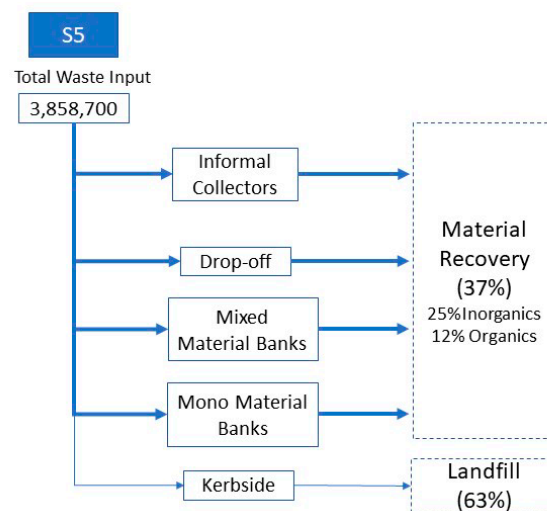 S5
Total Waste Input
3,858,700
Informal
Collectors
Drop-off
Mixed
Material Banks
Mono Material
Banks
Kerbside
Material
Recovery
(37%)
25%Inorganics
12% Organics
Landfill
(63%)